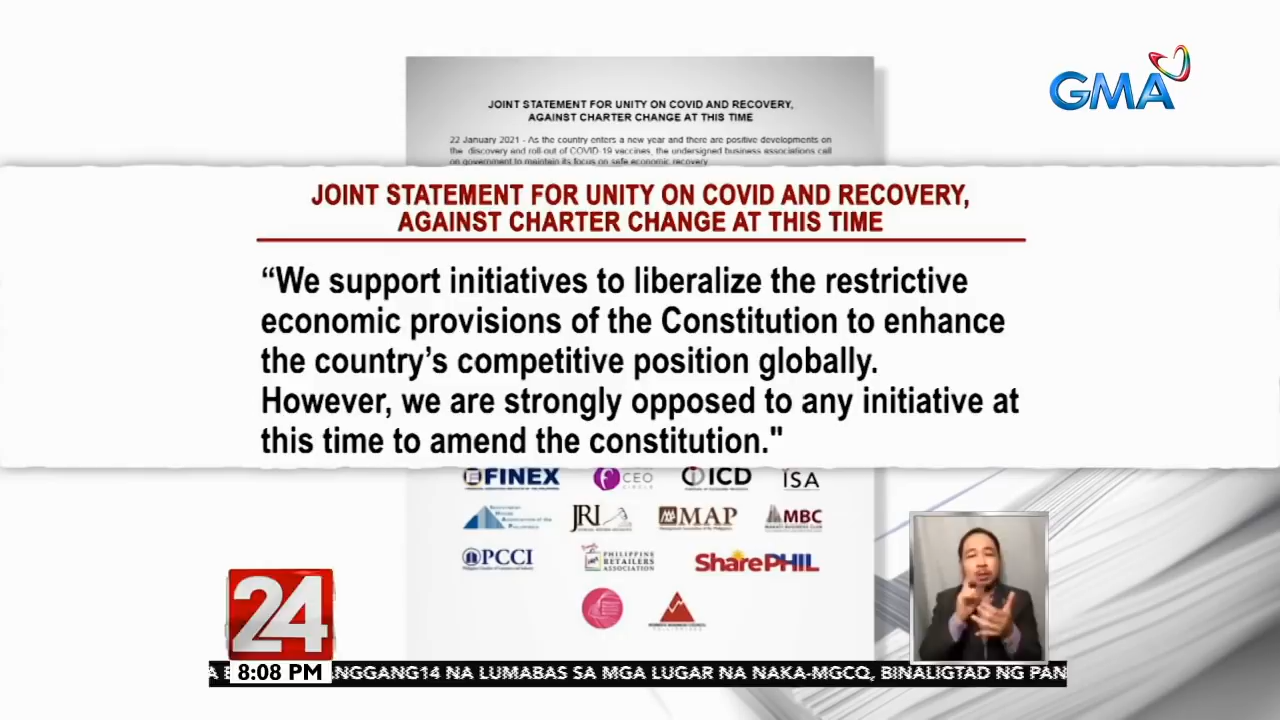 GMA
JOINT STATEMENT FOR UNITY ON COVID AND RECOVERY,
AGAINST CHARTER CHANGE AT THIS TIME
22 January 2021 - As the country enters a new year and there are positive developments on
the discovery and roll-out of COVID-19 vaccines, the undersigned business associations call
on government to maintain its focus on safe economic recovery
JOINT STATEMENT FOR UNITY ON COVID AND RECOVERY,
AGAINST CHARTER CHANGE AT THIS TIME
“We support initiatives to liberalize the restrictive
economic provisions of the Constitution to enhance
the country’s competitive position globally.
However, we are strongly opposed to any initiative at
this time to amend the constitution."
FINEX CEO CIRCLE ICD ISA
JRI MAP MBC
MAKATI BUSINESS CLUB
PCCI PHILIPPINE
RETAILERS
ASSOCIATION SharePHIL
24
8:08 PM
NGGANG14 NA LUMABAS SA MGA LUGAR NA NAKA-MGCQ, BINALIGTAD NG PAN